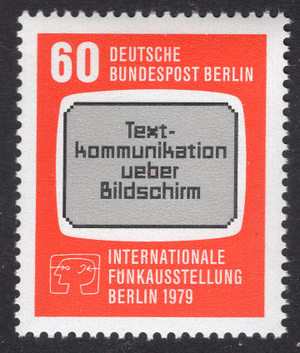 60 DEUTSCHE
BUNDESPOST BERLIN
Text-
kommunikation
ueber
Bildschirm
INTERNATIONALE
FUNKAUSSTELLUNG
BERLIN 1979